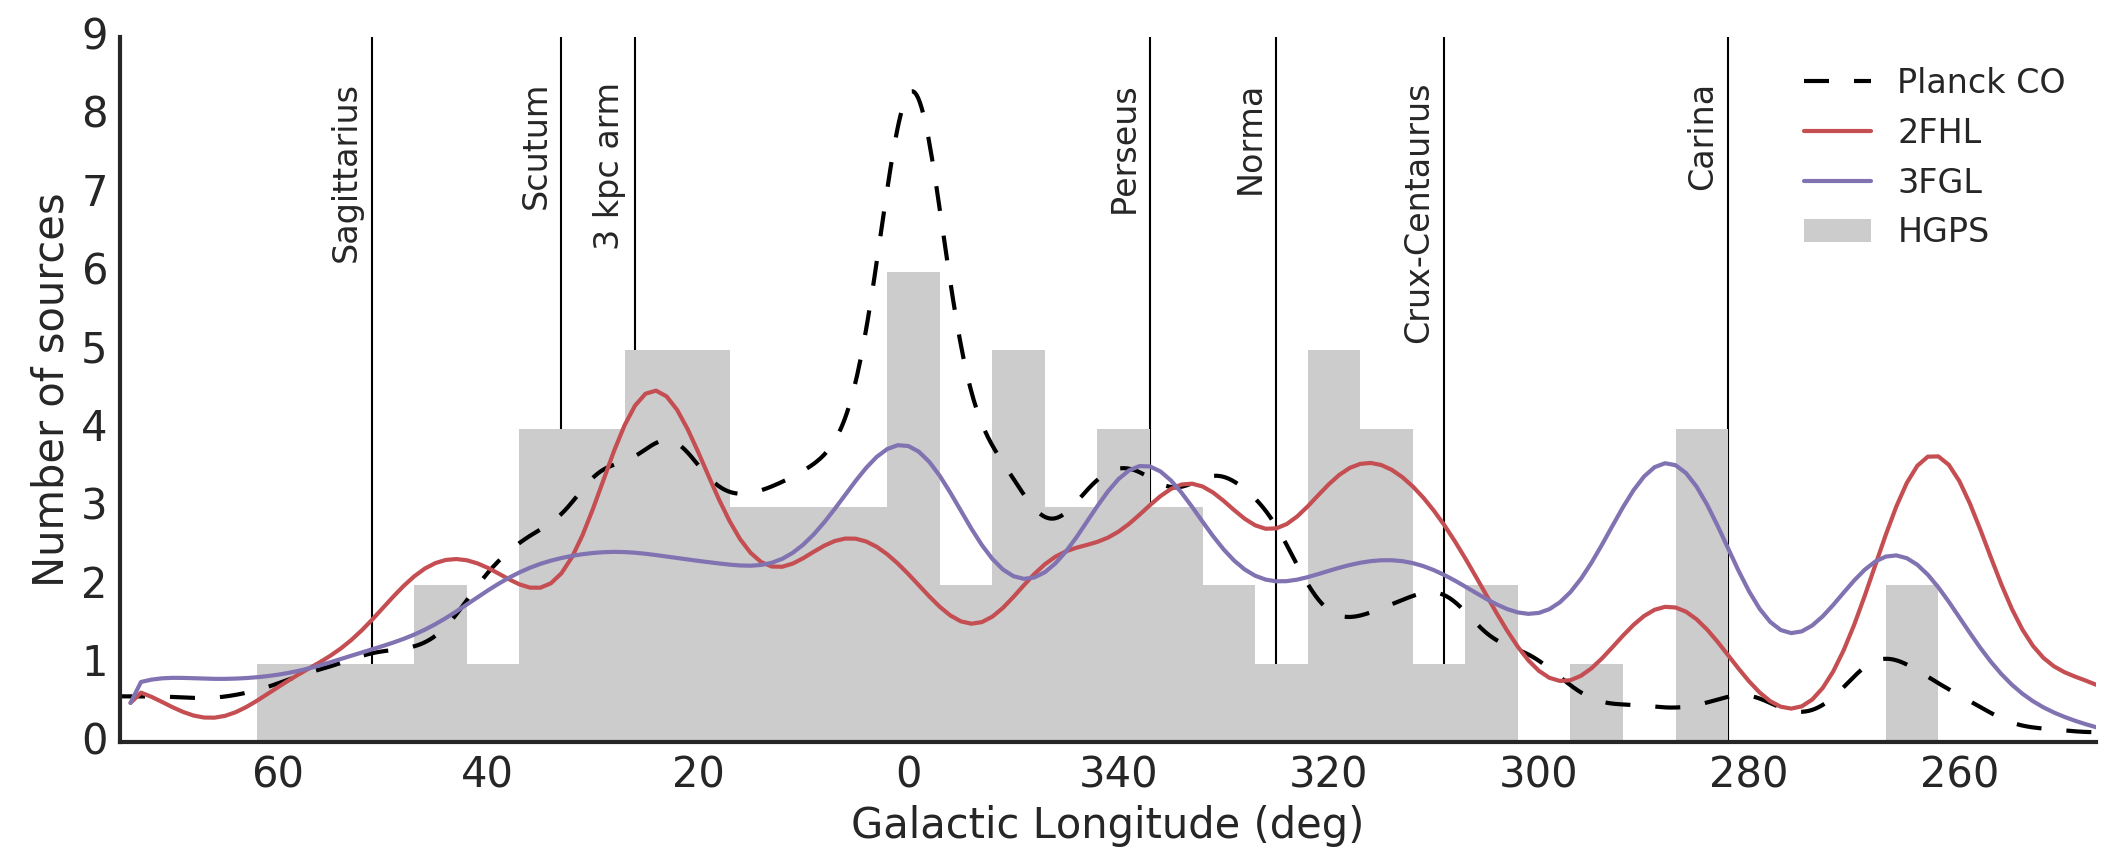 9
8
7
6
5
4
3
2
1
0
Number of sources
Sagittarius
Scutum
3 kpc arm
Perseus
Norma
Crux-Centaurus
Carina
Planck CO
2FHL
3FGL
HGPS
60 40 20 0 340 320 300 280 260
Galactic Longitude (deg)